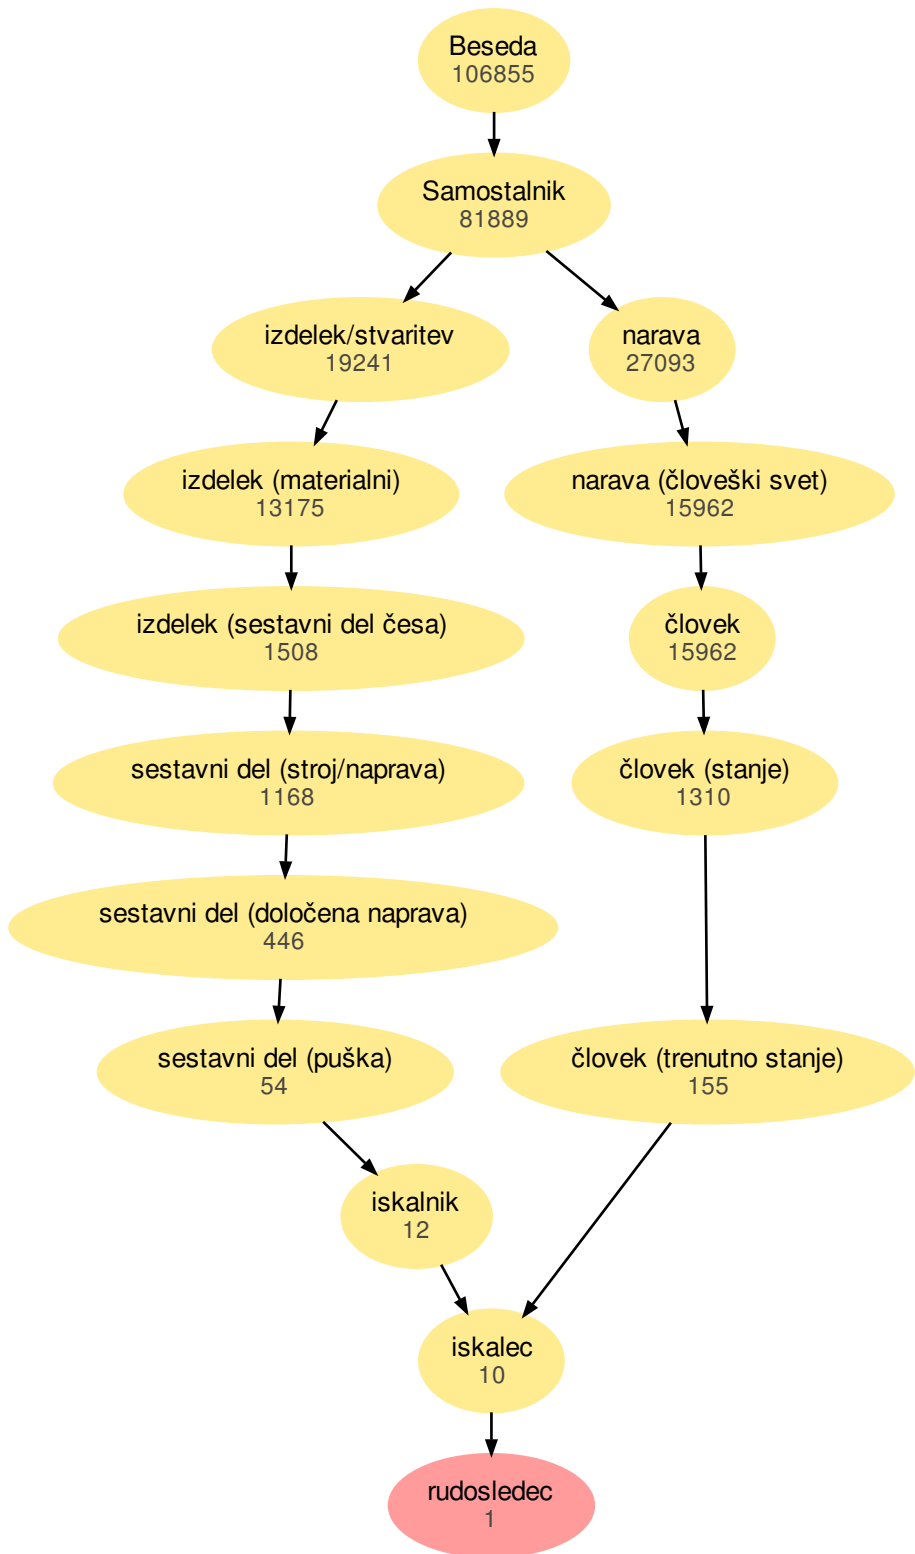 Beseda
106855
Samostalnik
81889
izdelek/stvaritev
19241
narava
27093
izdelek (materialni)
13175
narava (človeški svet)
15962
izdelek (sestavni del česa)
1508
človek
15962
sestavni del (stroj/naprava)
1168
človek (stanje)
1310
sestavni del (določena naprava)
446
sestavni del (puška)
54
človek (trenutno stanje)
155
iskalnik
12
iskalec
10
rudosledec
1